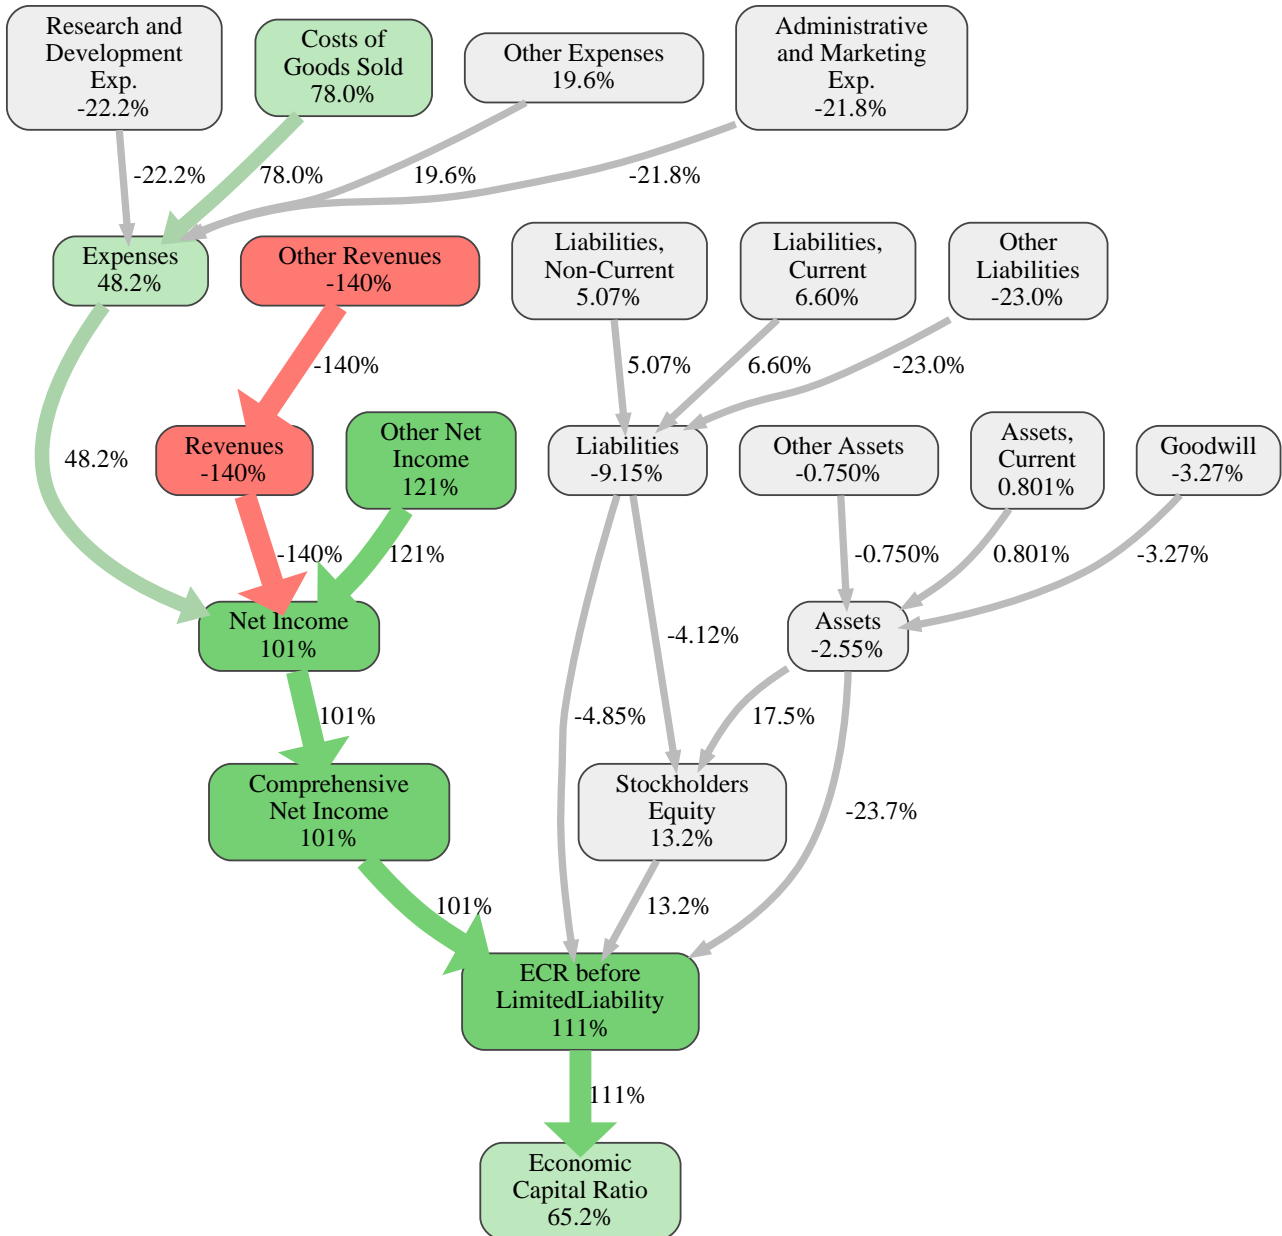 Research and
Development
Exp.
-22.2%
Costs of
Goods Sold
78.0%
Other Expenses
19.6%
Administrative
and Marketing
Exp.
-21.8%
-22.2%
78.0%
19.6%
-21.8%
Expenses
48.2%
Other Revenues
-140%
Liabilities,
Non-Current
5.07%
Liabilities,
Current
6.60%
Other
Liabilities
-23.0%
-140%
5.07%
6.60%
-23.0%
48.2%
Revenues
-140%
Other Net
Income
121%
Liabilities
-9.15%
Other Assets
-0.750%
Assets,
Current
0.801%
Goodwill
-3.27%
-140%
121%
-0.750%
0.801%
-3.27%
Net Income
101%
-4.12%
Assets
-2.55%
101%
-4.85%
17.5%
Comprehensive
Net Income
101%
Stockholders
Equity
13.2%
-23.7%
101%
13.2%
ECR before
LimitedLiability
111%
111%
Economic
Capital Ratio
65.2%